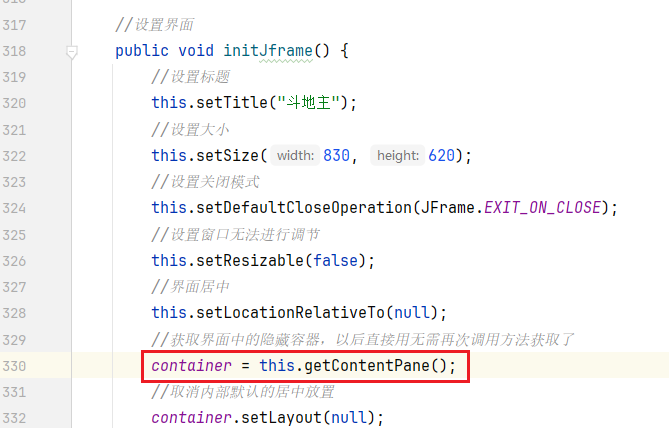 317 //设置界面
318 public void initJframe() {
319 //设置标题
320 this.setTitle("斗地主");
321 //设置大小
322 this.setSize( width: 830, height: 620);
323 //设置关闭模式
324 this.setDefaultCloseOperation(JFrame.EXIT_ON_CLOSE);
325 //设置窗口无法进行调节
326 this.setResizable(false);
327 //界面居中
328 this.setLocationRelativeTo(null);
329 //获取界面中的隐蔽容器，以后直接用无需再次调用方法获取了
330 container = this.getContentPane();
331 //取消内部默认的居中放置
332 container.setLayout(null);